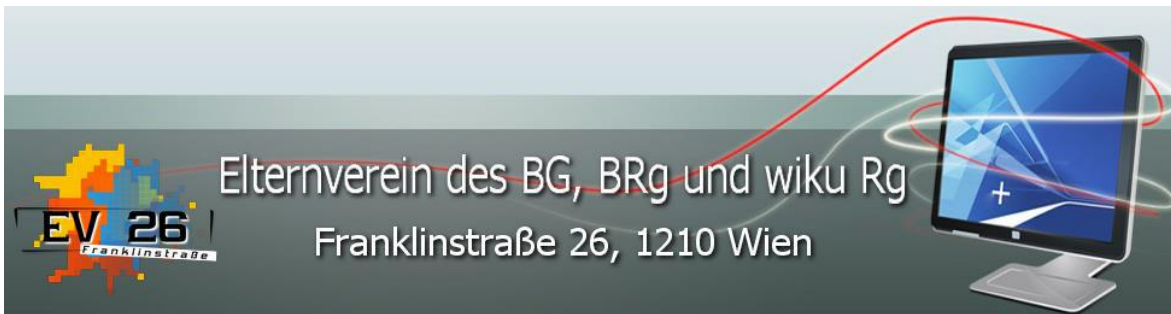 Elternverein des BG, BRg und wiku Rg
Franklinstraße 26, 1210 Wien
EV 26
Franklinstraße